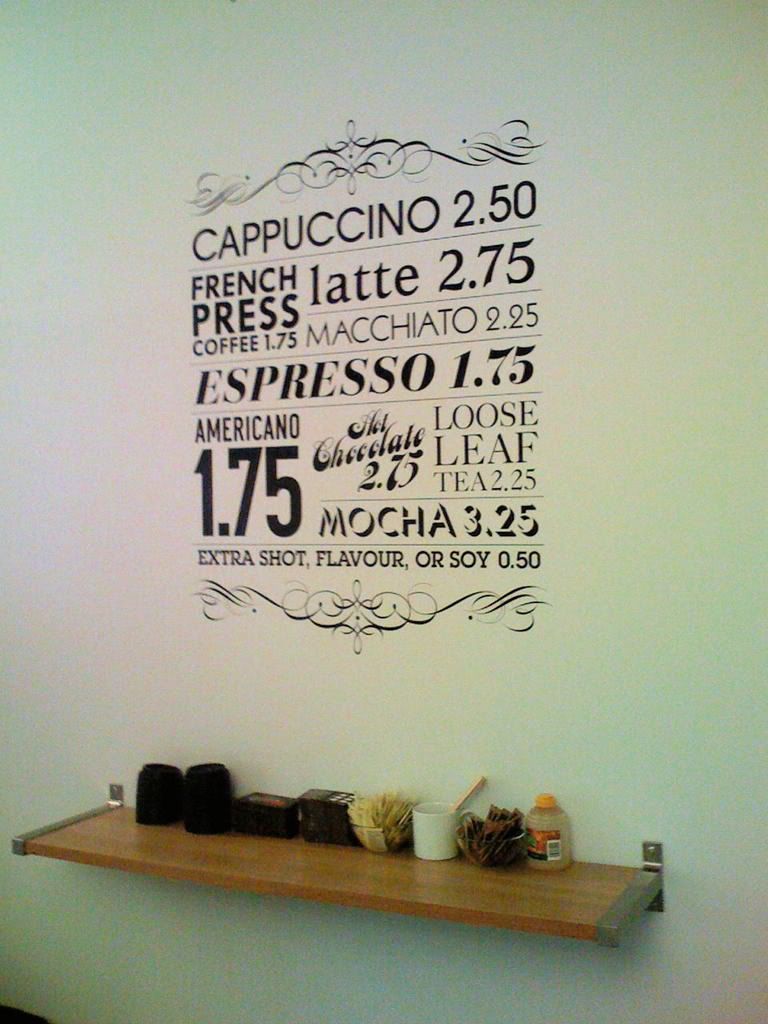 CAPPUCCINO 2.50
FRENCH
PRESS
COFFEE 1.75
latte 2.75
MACCHIATO 2.25
ESPRESSO 1.75
AMERICANO
1.75
Hot
Chocolate
2.75
LOOSE
LEAF
TEA 2.25
MOCHA 3.25
EXTRA SHOT, FLAVOUR, OR SOY 0.50